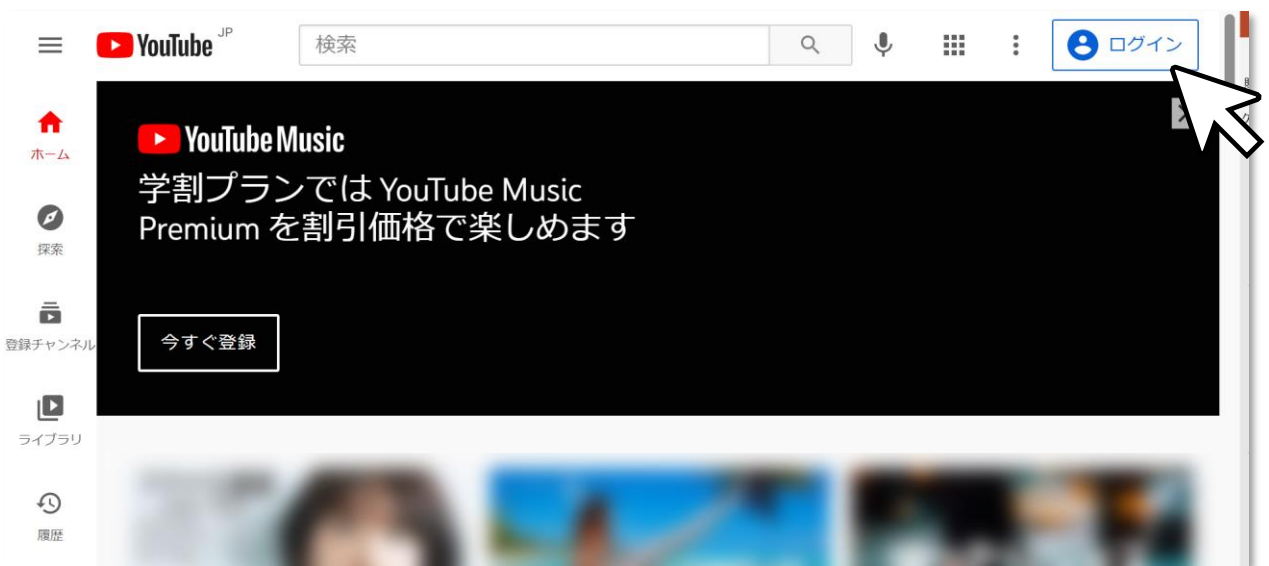 YouTube JP
検索
ログイン
ホーム
探索
登録チャンネル
ライブラリ
履歴
YouTube Music
学割プランでは YouTube Music
Premium を割引価格で楽しめます
今すぐ登録